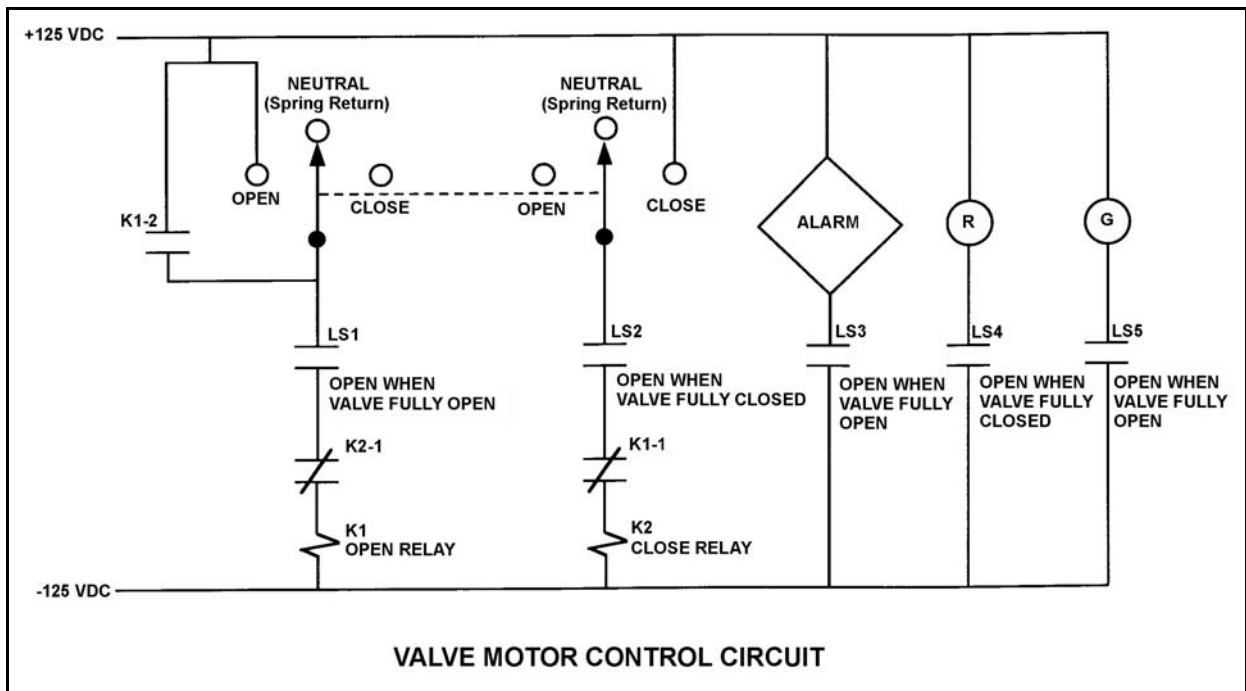 +125 VDC
NEUTRAL
(Spring Return)
NEUTRAL
(Spring Return)
OPEN
CLOSE
OPEN
CLOSE
K1-2
ALARM
R
G
LS1
OPEN WHEN
VALVE FULLY OPEN
LS2
OPEN WHEN
VALVE FULLY CLOSED
LS3
OPEN WHEN
VALVE FULLY
OPEN
LS4
OPEN WHEN
VALVE FULLY
CLOSED
LS5
OPEN WHEN
VALVE FULLY
OPEN
K2-1
K1-1
K1
OPEN RELAY
K2
CLOSE RELAY
-125 VDC
VALVE MOTOR CONTROL CIRCUIT